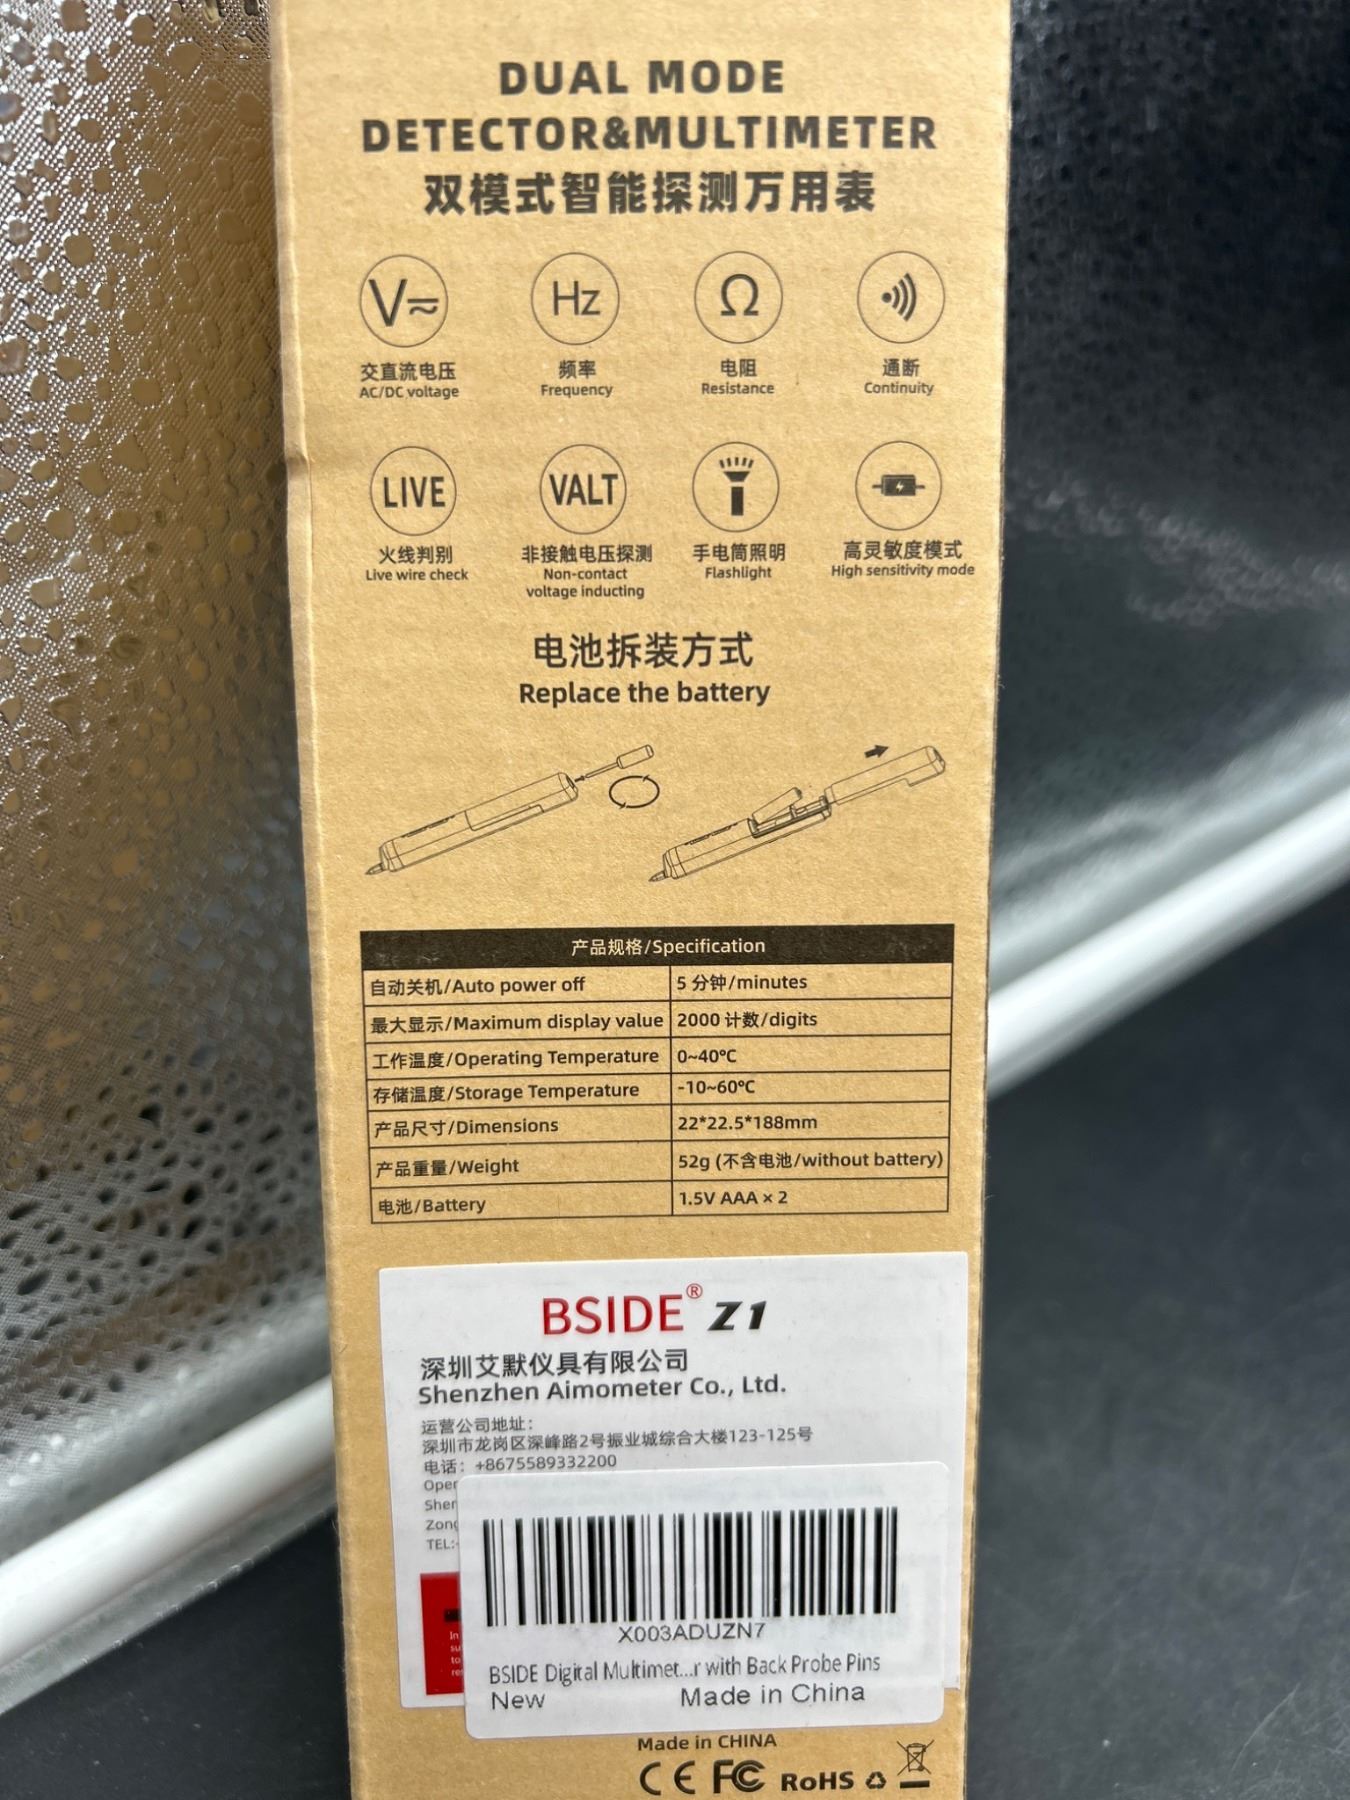 DUAL MODE
DETECTOR&MULTIMETER
双模式智能探测万用表
V Hz Ω
交直流电压 频率 电阻 通断
AC/DC voltage Frequency Resistance Continuity
LIVE VALT
火线判别 非接触电压探测 手电筒照明 高灵敏度模式
Live wire check Non-contact Flashlight High sensitivity mode
voltage inducting
电池拆装方式
Replace the battery
产品规格/Specification
自动关机/Auto power off 5 分钟/minutes
最大显示/Maximum display value 2000 计数/digits
工作温度/Operating Temperature 0~40℃
存储温度/Storage Temperature -10~60℃
产品尺寸/Dimensions 22*22.5*188mm
产品重量/Weight 52g (不含电池/without battery)
电池/Battery 1.5V AAA × 2
BSIDE® Z1
深圳艾默仪具有限公司
Shenzhen Aimometer Co., Ltd.
运营公司地址：
深圳市龙岗区深峰路2号振业城综合大楼123-125号
电话：+8675589332200
Oper
Shen
Zong
TEL:
In
su
to
re
X003ADUZN7
BSIDE Digital Multimet...r with Back Probe Pins
New Made in China
Made in CHINA
CE FC RoHS